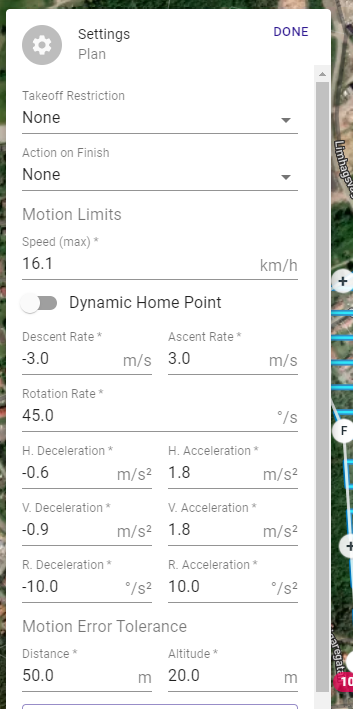 Settings
DONE
Plan
Takeoff Restriction
None
Action on Finish
None
Motion Limits
Speed (max) *
16.1 km/h
Dynamic Home Point
Descent Rate * Ascent Rate *
-3.0 m/s 3.0 m/s
Rotation Rate *
45.0 °/s
H. Deceleration * H. Acceleration *
-0.6 m/s² 1.8 m/s²
V. Deceleration * V. Acceleration *
-0.9 m/s² 1.8 m/s²
R. Deceleration * R. Acceleration *
-10.0 °/s² 10.0 °/s²
Motion Error Tolerance
Distance * Altitude *
50.0 m 20.0 m
+
F
+
10